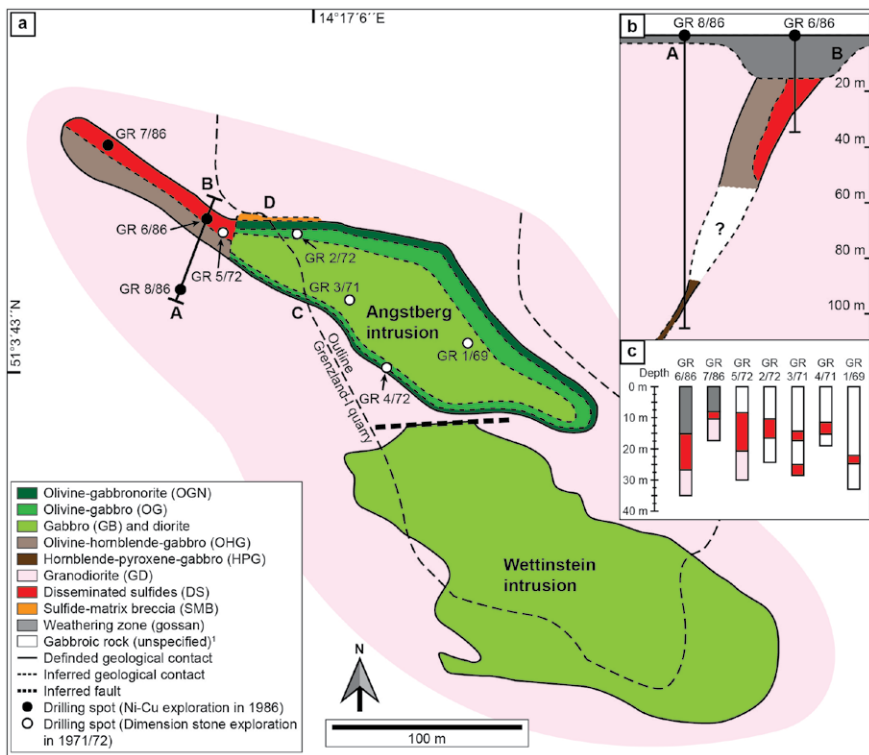 a
14°17´6´´E
51°3´43´´N
GR 7/86
B
D
GR 6/86
GR 5/72
GR 2/72
GR 8/86
A
GR 3/71
C
Angstberg
intrusion
GR 1/69
GR 4/72
Outline
Grenzland-I quarry
Wettinstein
intrusion
N
100 m
Olivine-gabbronorite (OGN)
Olivine-gabbro (OG)
Gabbro (GB) and diorite
Olivine-hornblende-gabbro (OHG)
Hornblende-pyroxene-gabbro (HPG)
Granodiorite (GD)
Disseminated sulfides (DS)
Sulfide-matrix breccia (SMB)
Weathering zone (gossan)
Gabbroic rock (unspecified)¹
Definded geological contact
Inferred geological contact
Inferred fault
Drilling spot (Ni-Cu exploration in 1986)
Drilling spot (Dimension stone exploration
in 1971/72)
b
GR 8/86
GR 6/86
A
B
20 m
40 m
60 m
?
80 m
100 m
c
GR GR GR GR GR GR GR
Depth 6/86 7/86 5/72 2/72 3/71 4/71 1/69
0 m
10 m
20 m
30 m
40 m